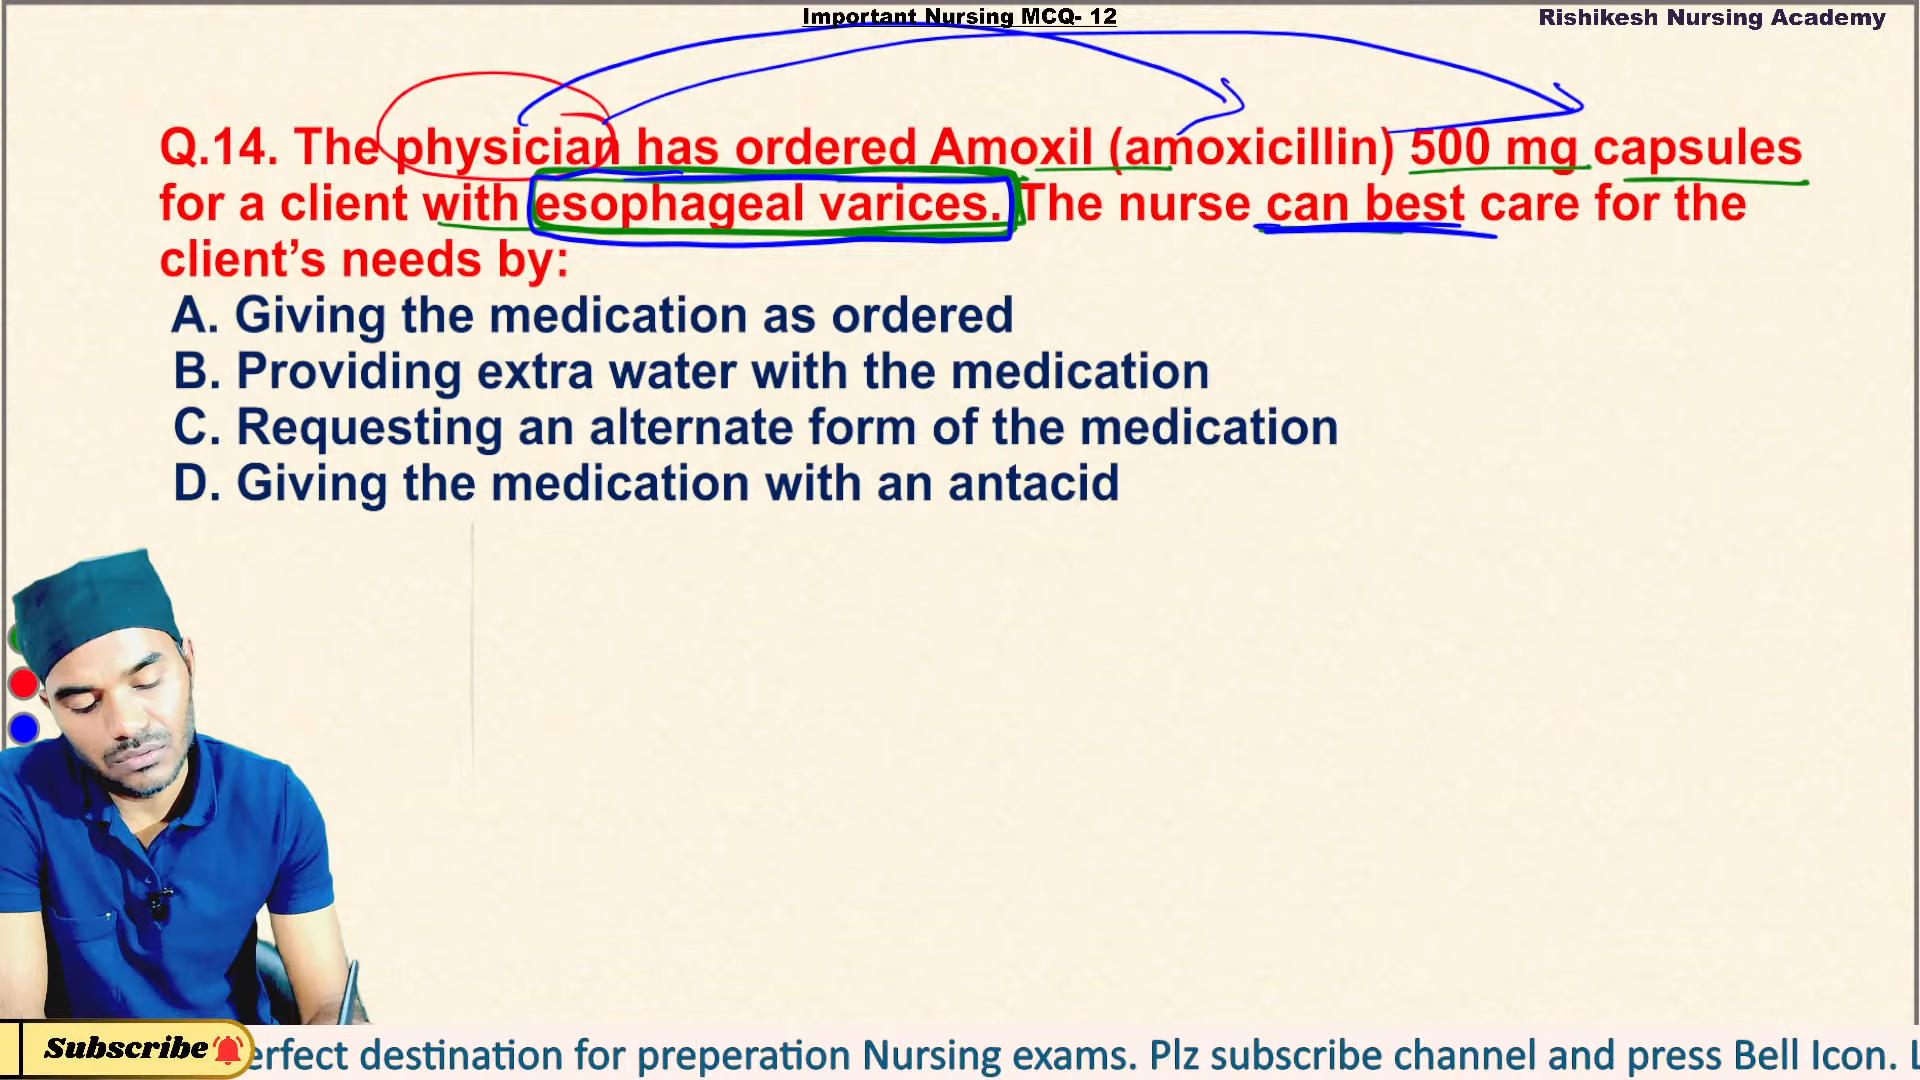 Important Nursing MCQ- 12
Rishikesh Nursing Academy
Q.14. The physician has ordered Amoxil (amoxicillin) 500 mg capsules
for a client with esophageal varices. The nurse can best care for the
client’s needs by:
A. Giving the medication as ordered
B. Providing extra water with the medication
C. Requesting an alternate form of the medication
D. Giving the medication with an antacid
Subscribe
erfect destination for preperation Nursing exams. Plz subscribe channel and press Bell Icon. L